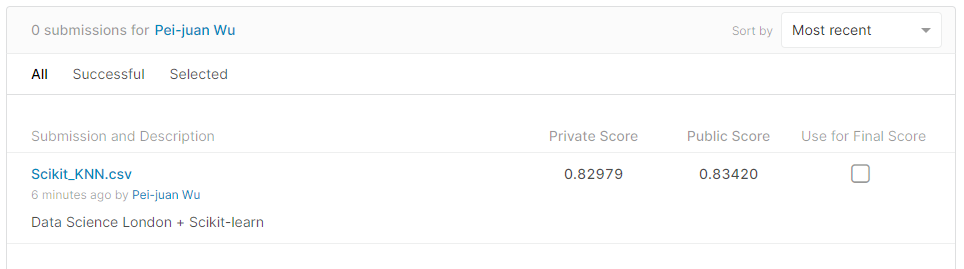 0 submissions for Pei-juan Wu
Sort by Most recent
All Successful Selected
Submission and Description Private Score Public Score Use for Final Score
Scikit_KNN.csv 0.82979 0.83420
6 minutes ago by Pei-juan Wu
Data Science London + Scikit-learn